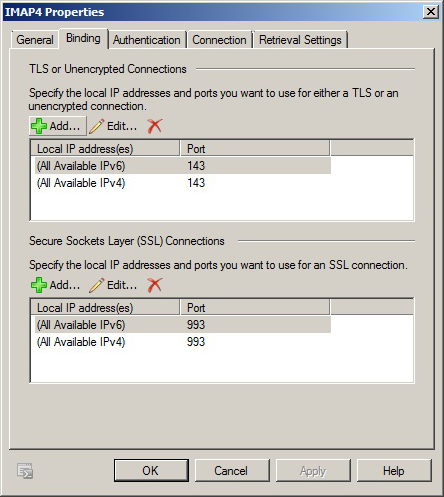 IMAP4 Properties
General Binding Authentication Connection Retrieval Settings
TLS or Unencrypted Connections
Specify the local IP addresses and ports you want to use for either a TLS or an
unencrypted connection.
Add... Edit...
Local IP address(es) Port
(All Available IPv6) 143
(All Available IPv4) 143
Secure Sockets Layer (SSL) Connections
Specify the local IP addresses and ports you want to use for an SSL connection.
Add... Edit...
Local IP address(es) Port
(All Available IPv6) 993
(All Available IPv4) 993
OK Cancel Apply Help